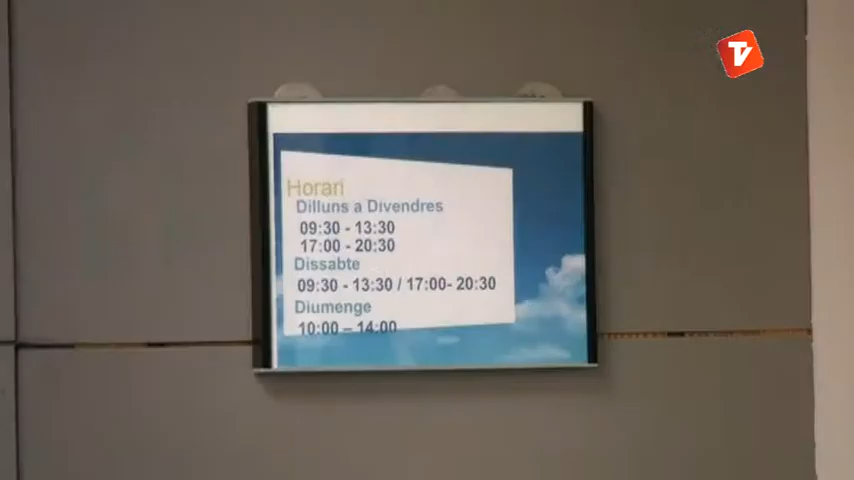 TV
Horari
Dilluns a Divendres
09:30 - 13:30
17:00 - 20:30
Dissabte
09:30 - 13:30 / 17:00- 20:30
Diumenge
10:00 – 14:00